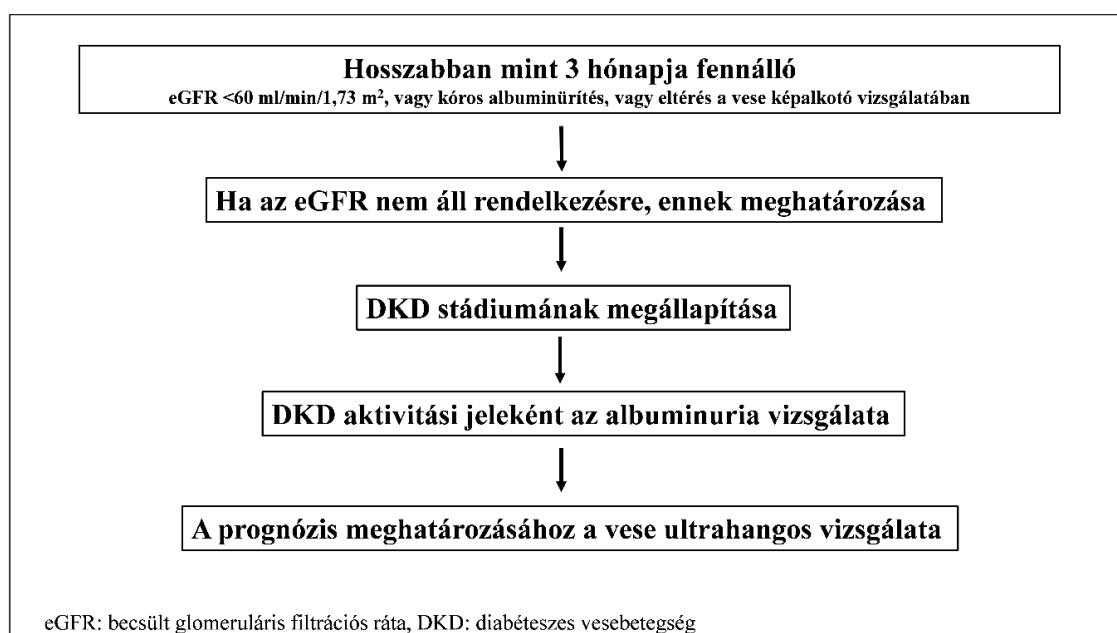 Hosszabban mint 3 hónapja fennálló
eGFR <60 ml/min/1,73 m², vagy kóros albuminürítés, vagy eltérés a vese képalkotó vizsgálatában
Ha az eGFR nem áll rendelkezésre, ennek meghatározása
DKD stádiumának megállapítása
DKD aktivitási jeleként az albuminuria vizsgálata
A prognózis meghatározásához a vese ultrahangos vizsgálata
eGFR: becsült glomeruláris filtrációs ráta, DKD: diabéteszes vesebetegség